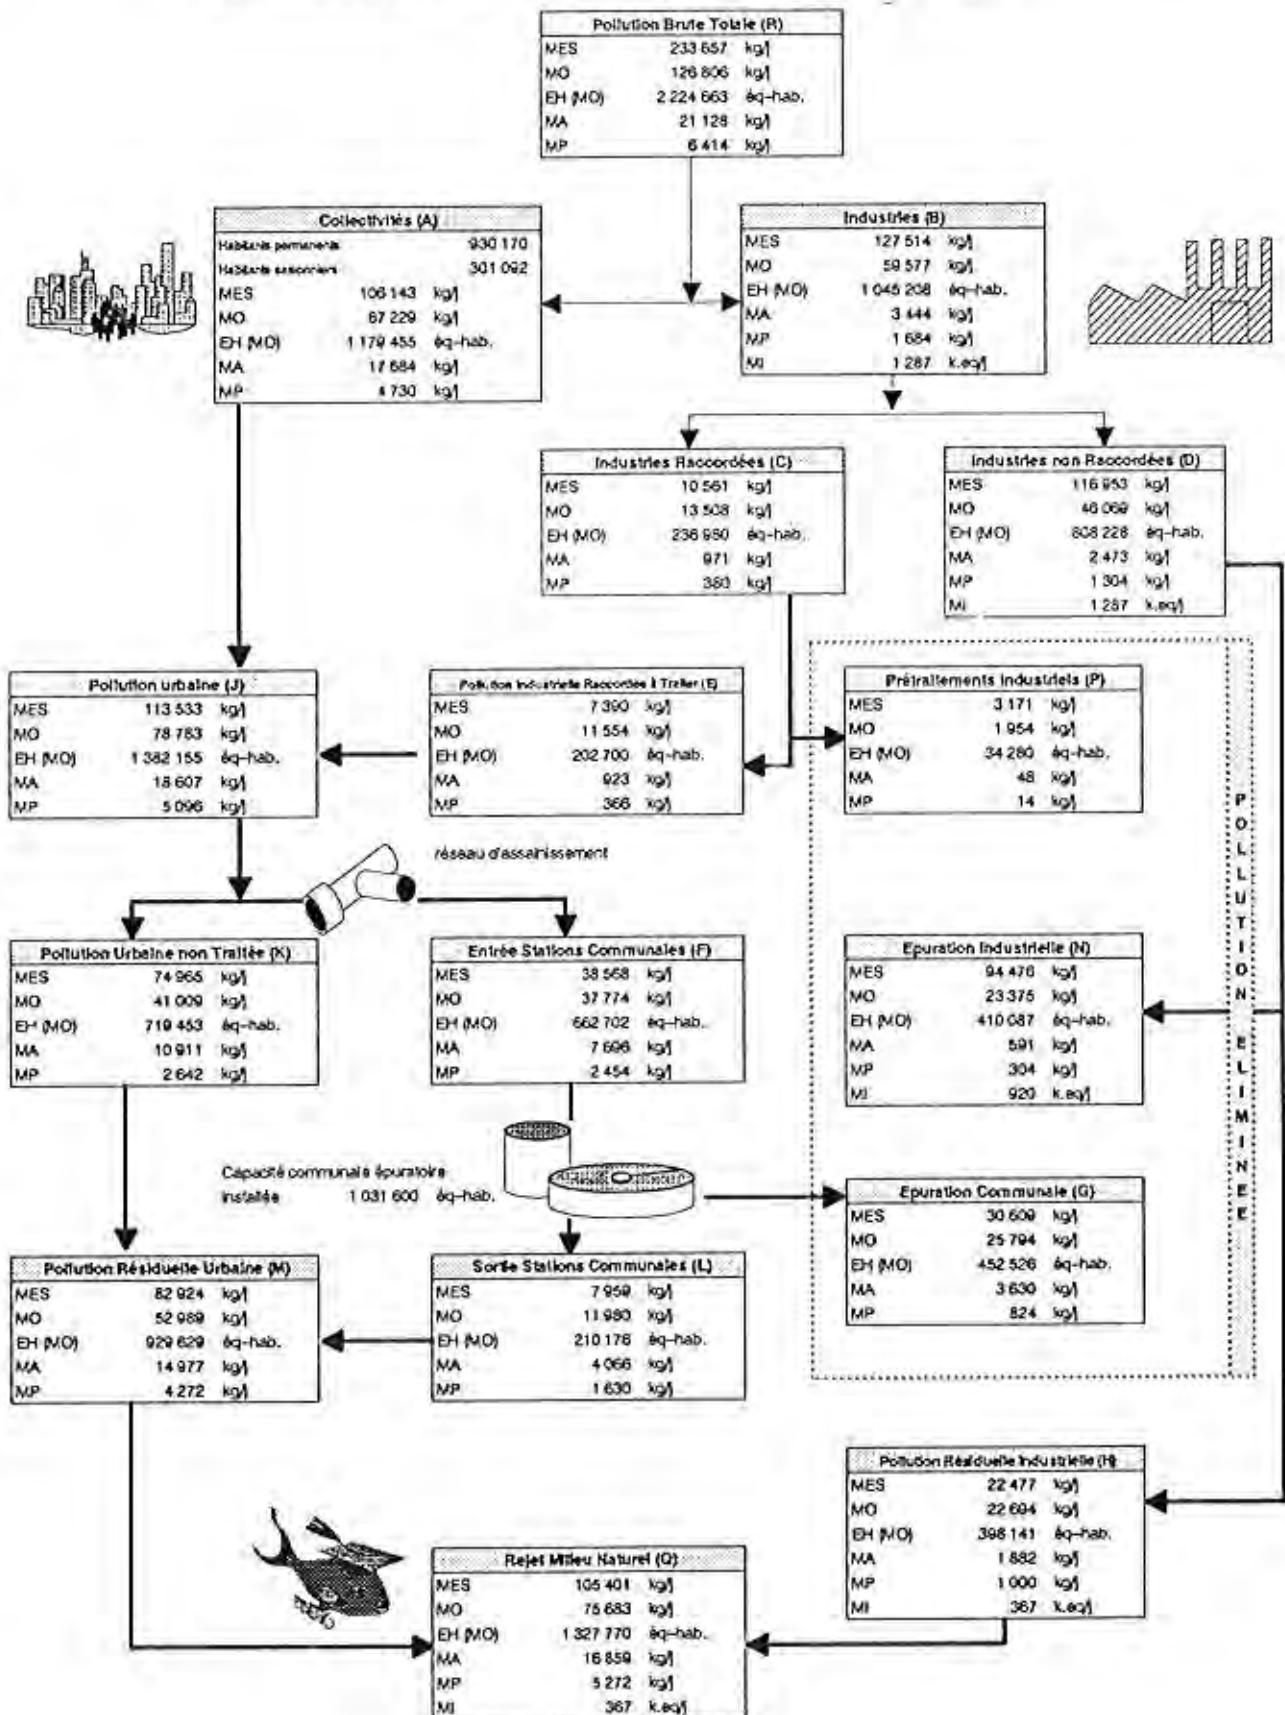 Pollution Brute Totale (R)
MES 233 657 kg/j
MO 126 806 kg/j
EH (MO) 2 224 663 éq-hab.
MA 21 128 kg/j
MP 6 414 kg/j
Collectivités (A)
Habitants permanents 930 170
Habitants saisonniers 301 092
MES 106 143 kg/j
MO 67 229 kg/j
EH (MO) 1 179 455 éq-hab.
MA 17 684 kg/j
MP 4 730 kg/j
Industries (B)
MES 127 514 kg/j
MO 59 577 kg/j
EH (MO) 1 045 208 éq-hab.
MA 3 444 kg/j
MP 1 684 kg/j
MI 1 287 k.eq/j
Industries Raccordées (C)
MES 10 561 kg/j
MO 13 508 kg/j
EH (MO) 236 980 éq-hab.
MA 971 kg/j
MP 380 kg/j
Industries non Raccordées (D)
MES 116 953 kg/j
MO 46 069 kg/j
EH (MO) 808 228 éq-hab.
MA 2 473 kg/j
MP 1 304 kg/j
MI 1 287 k.eq/j
Pollution urbaine (J)
MES 113 533 kg/j
MO 78 783 kg/j
EH (MO) 1 382 155 éq-hab.
MA 18 607 kg/j
MP 5 096 kg/j
Pollution Industrielle Raccordée à Traiter (E)
MES 7 390 kg/j
MO 11 554 kg/j
EH (MO) 202 700 éq-hab.
MA 923 kg/j
MP 366 kg/j
Prétraitements Industriels (P)
MES 3 171 kg/j
MO 1 954 kg/j
EH (MO) 34 280 éq-hab.
MA 48 kg/j
MP 14 kg/j
POLLUTION ELIMINEE
réseau d'assainissement
Pollution Urbaine non Traitée (K)
MES 74 965 kg/j
MO 41 009 kg/j
EH (MO) 719 453 éq-hab.
MA 10 911 kg/j
MP 2 642 kg/j
Entrée Stations Communales (F)
MES 38 568 kg/j
MO 37 774 kg/j
EH (MO) 662 702 éq-hab.
MA 7 696 kg/j
MP 2 454 kg/j
Epuration Industrielle (N)
MES 94 476 kg/j
MO 23 375 kg/j
EH (MO) 410 087 éq-hab.
MA 591 kg/j
MP 304 kg/j
MI 920 k.eq/j
Capacité communale épuratoire
installée 1 031 600 éq-hab.
Epuration Communale (G)
MES 30 609 kg/j
MO 25 794 kg/j
EH (MO) 452 526 éq-hab.
MA 3 630 kg/j
MP 824 kg/j
Pollution Résiduelle Urbaine (M)
MES 82 924 kg/j
MO 52 989 kg/j
EH (MO) 929 629 éq-hab.
MA 14 977 kg/j
MP 4 272 kg/j
Sortie Stations Communales (L)
MES 7 959 kg/j
MO 11 980 kg/j
EH (MO) 210 176 éq-hab.
MA 4 066 kg/j
MP 1 630 kg/j
Pollution Résiduelle Industrielle (H)
MES 22 477 kg/j
MO 22 694 kg/j
EH (MO) 398 141 éq-hab.
MA 1 882 kg/j
MP 1 000 kg/j
MI 367 k.eq/j
Rejet Milieu Naturel (Q)
MES 105 401 kg/j
MO 75 683 kg/j
EH (MO) 1 327 770 éq-hab.
MA 16 859 kg/j
MP 5 272 kg/j
MI 367 k.eq/j